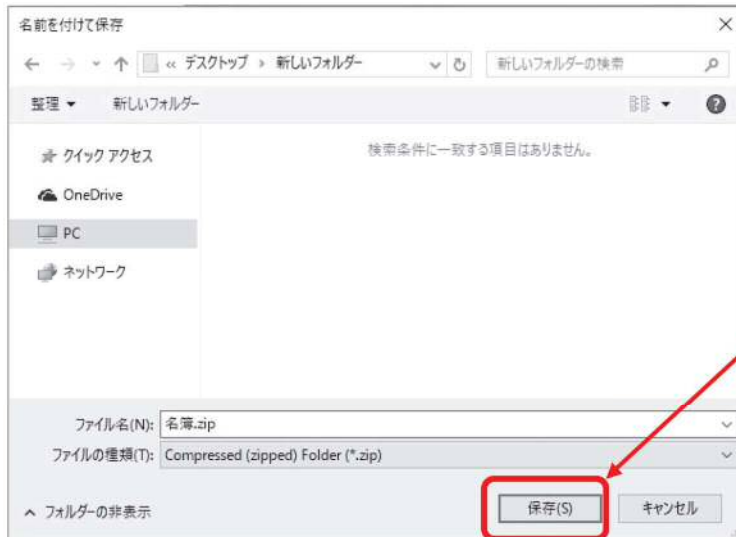 名前を付けて保存
« デスクトップ › 新しいフォルダー
新しいフォルダーの検索
整理
新しいフォルダー
クイック アクセス
検索条件に一致する項目はありません。
OneDrive
PC
ネットワーク
ファイル名(N): 名簿.zip
ファイルの種類(T): Compressed (zipped) Folder (*.zip)
フォルダーの非表示
保存(S)
キャンセル